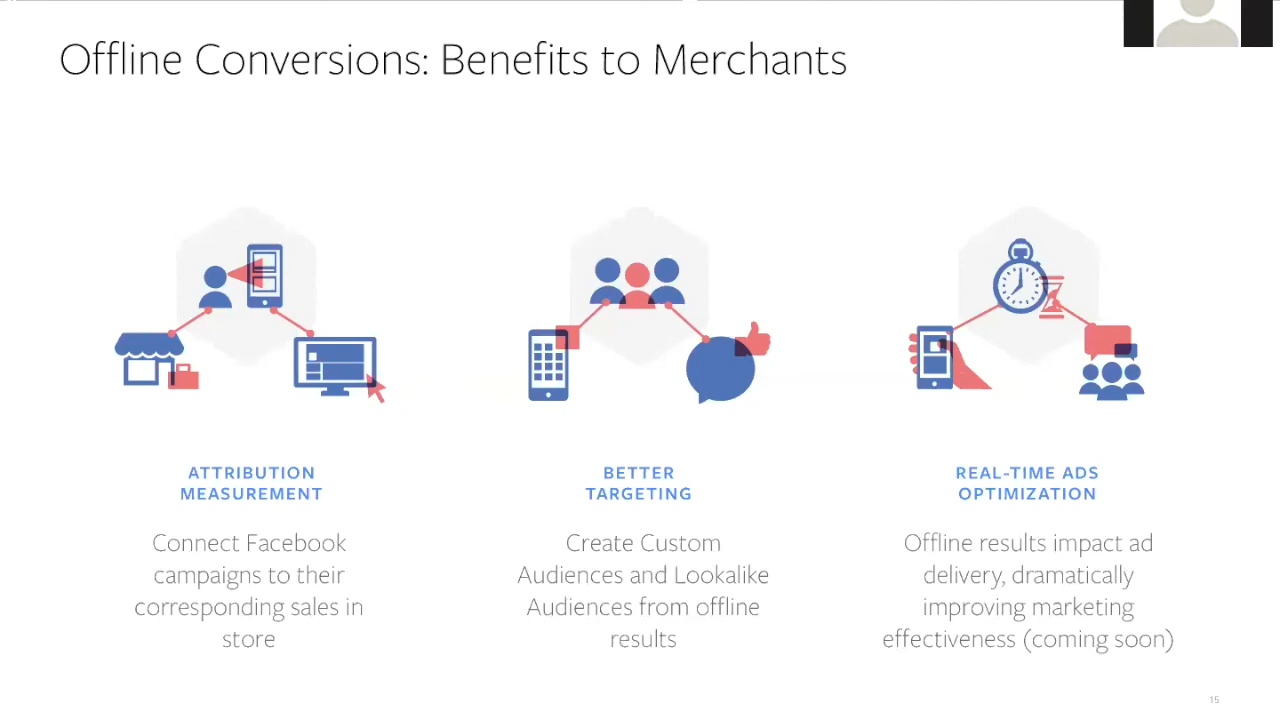 Offline Conversions: Benefits to Merchants
ATTRIBUTION
MEASUREMENT
Connect Facebook
campaigns to their
corresponding sales in
store
BETTER
TARGETING
Create Custom
Audiences and Lookalike
Audiences from offline
results
REAL-TIME ADS
OPTIMIZATION
Offline results impact ad
delivery, dramatically
improving marketing
effectiveness (coming soon)
15